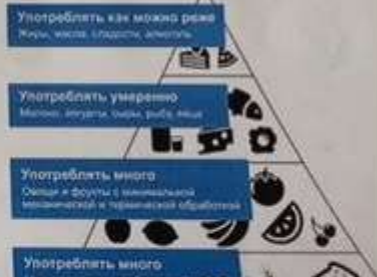 Употреблять как можно реже
Жиры, масла, сладости, алкоголь
Употреблять умеренно
Молоко, йогурты, сыры, рыба, яйца
Употреблять много
Овощи и фрукты с минимальной
механической и термической обработкой
Употреблять много